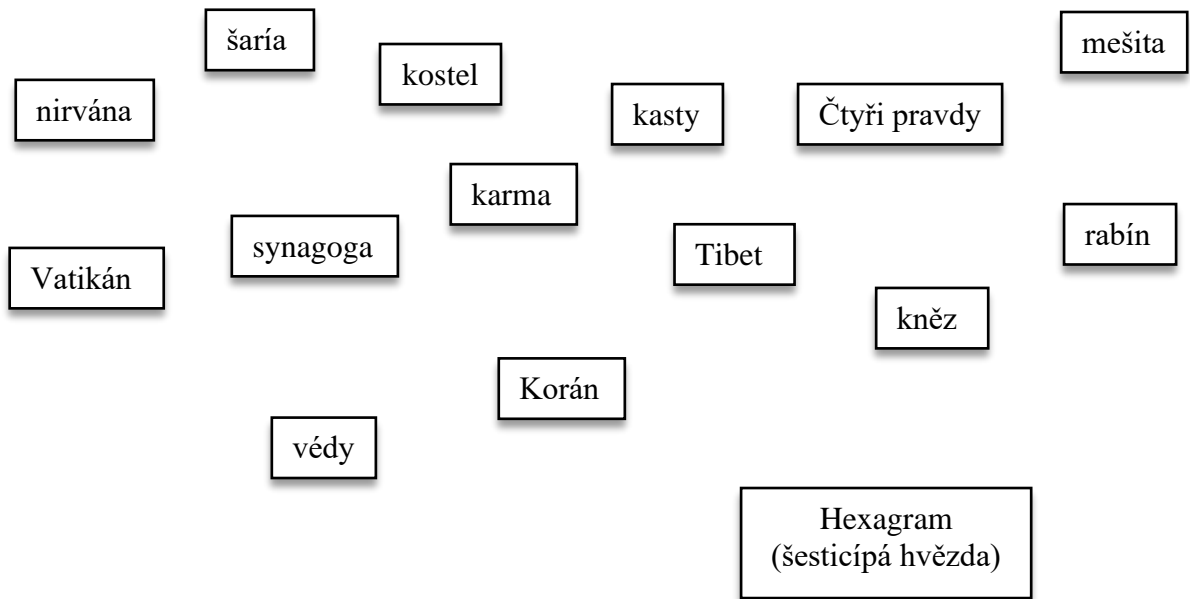 šaría
mešita
kostel
nirvána
kasty
Čtyři pravdy
karma
rabín
synagoga
Tibet
Vatikán
kněz
Korán
védy
Hexagram
(šesticípá hvězda)